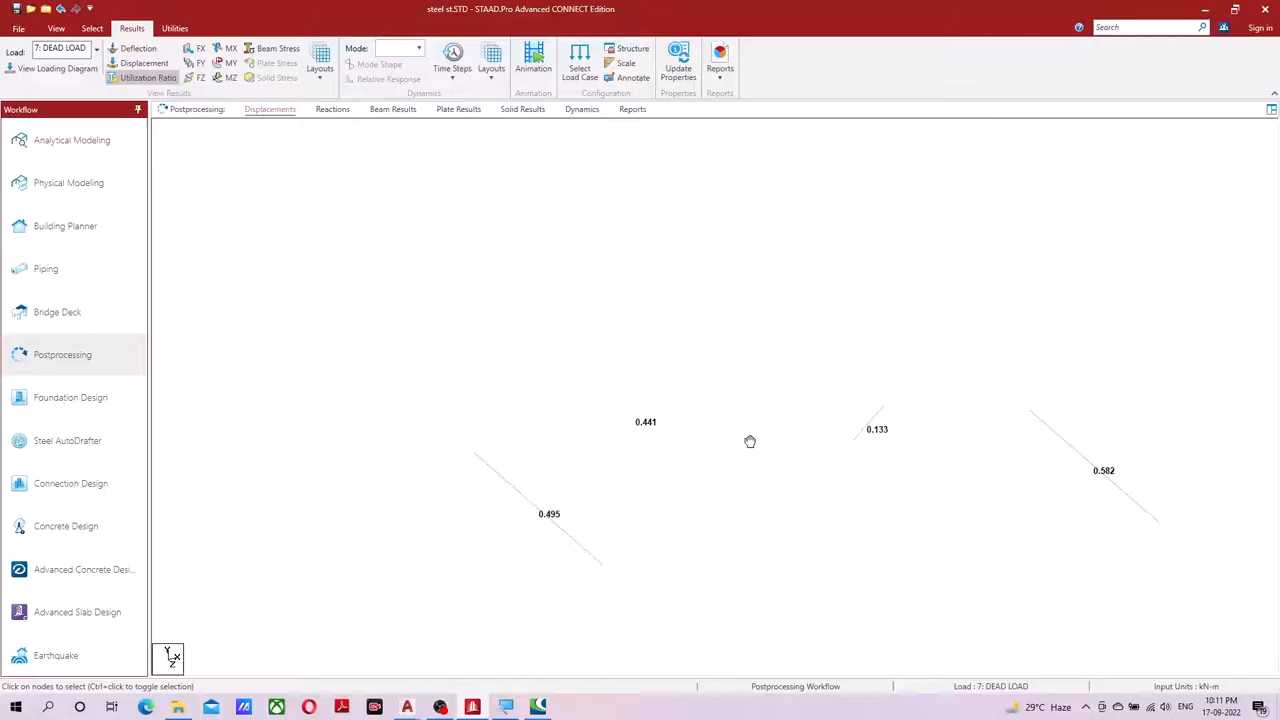 steel st.STD - STAAD.Pro Advanced CONNECT Edition
File View Select Results Utilities Search Sign in
Load: 7: DEAD LOAD
View Loading Diagram
Deflection
Displacement
Utilization Ratio
FX MX
FY MY
FZ MZ
Beam Stress
Plate Stress
Solid Stress
Layouts
View Results
Mode:
Mode Shape
Relative Response
Time Steps
Layouts
Dynamics
Animation
Animation
Select Load Case
Structure
Scale
Annotate
Configuration
Update Properties
Properties
Reports
Reports
Workflow
Postprocessing: Displacements Reactions Beam Results Plate Results Solid Results Dynamics Reports
Analytical Modeling
Physical Modeling
Building Planner
Piping
Bridge Deck
Postprocessing
Foundation Design
Steel AutoDrafter
Connection Design
Concrete Design
Advanced Concrete Desi...
Advanced Slab Design
Earthquake
0.441
0.133
0.582
0.495
Y
X
Z
Click on nodes to select (Ctrl+click to toggle selection)
Postprocessing Workflow
Load : 7: DEAD LOAD
Input Units : kN-m
29°C Haze
ENG
10:11 PM
17-09-2022